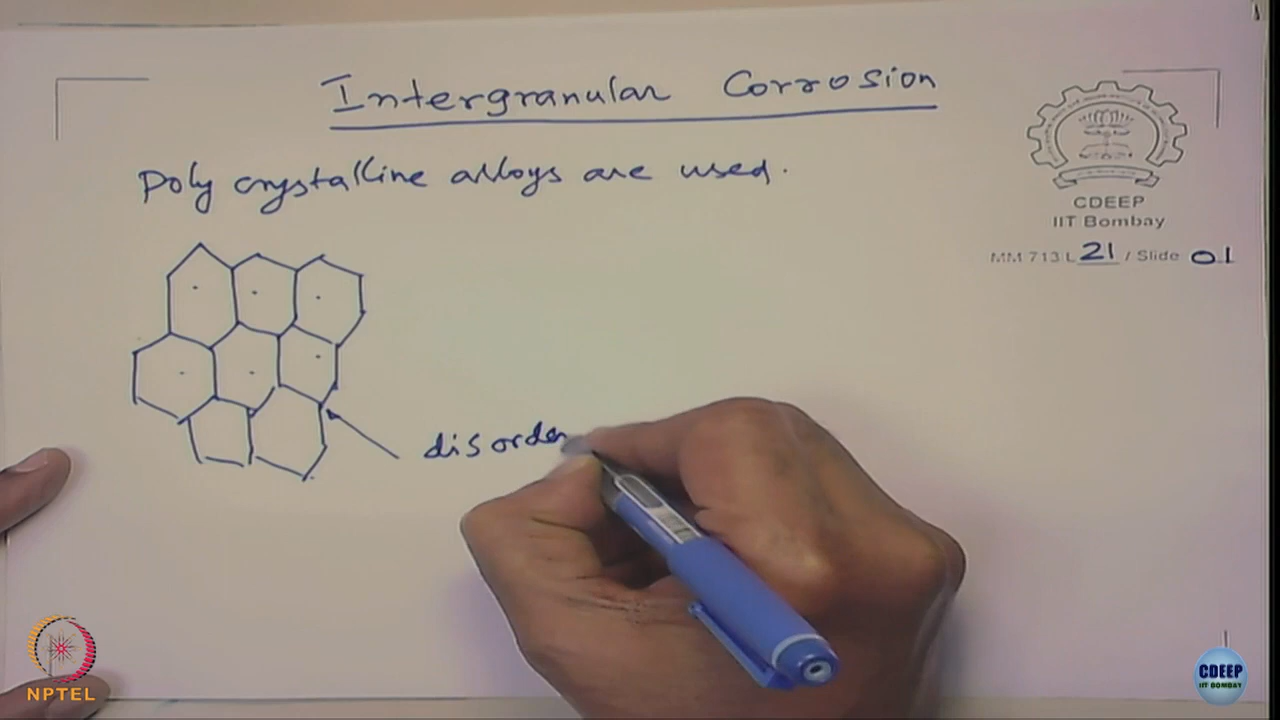 Intergranular Corrosion
Poly crystalline alloys are used.
CDEEP
IIT Bombay
MM 713 L 21 / Slide 01
disorder
NPTEL
CDEEP
IIT BOMBAY